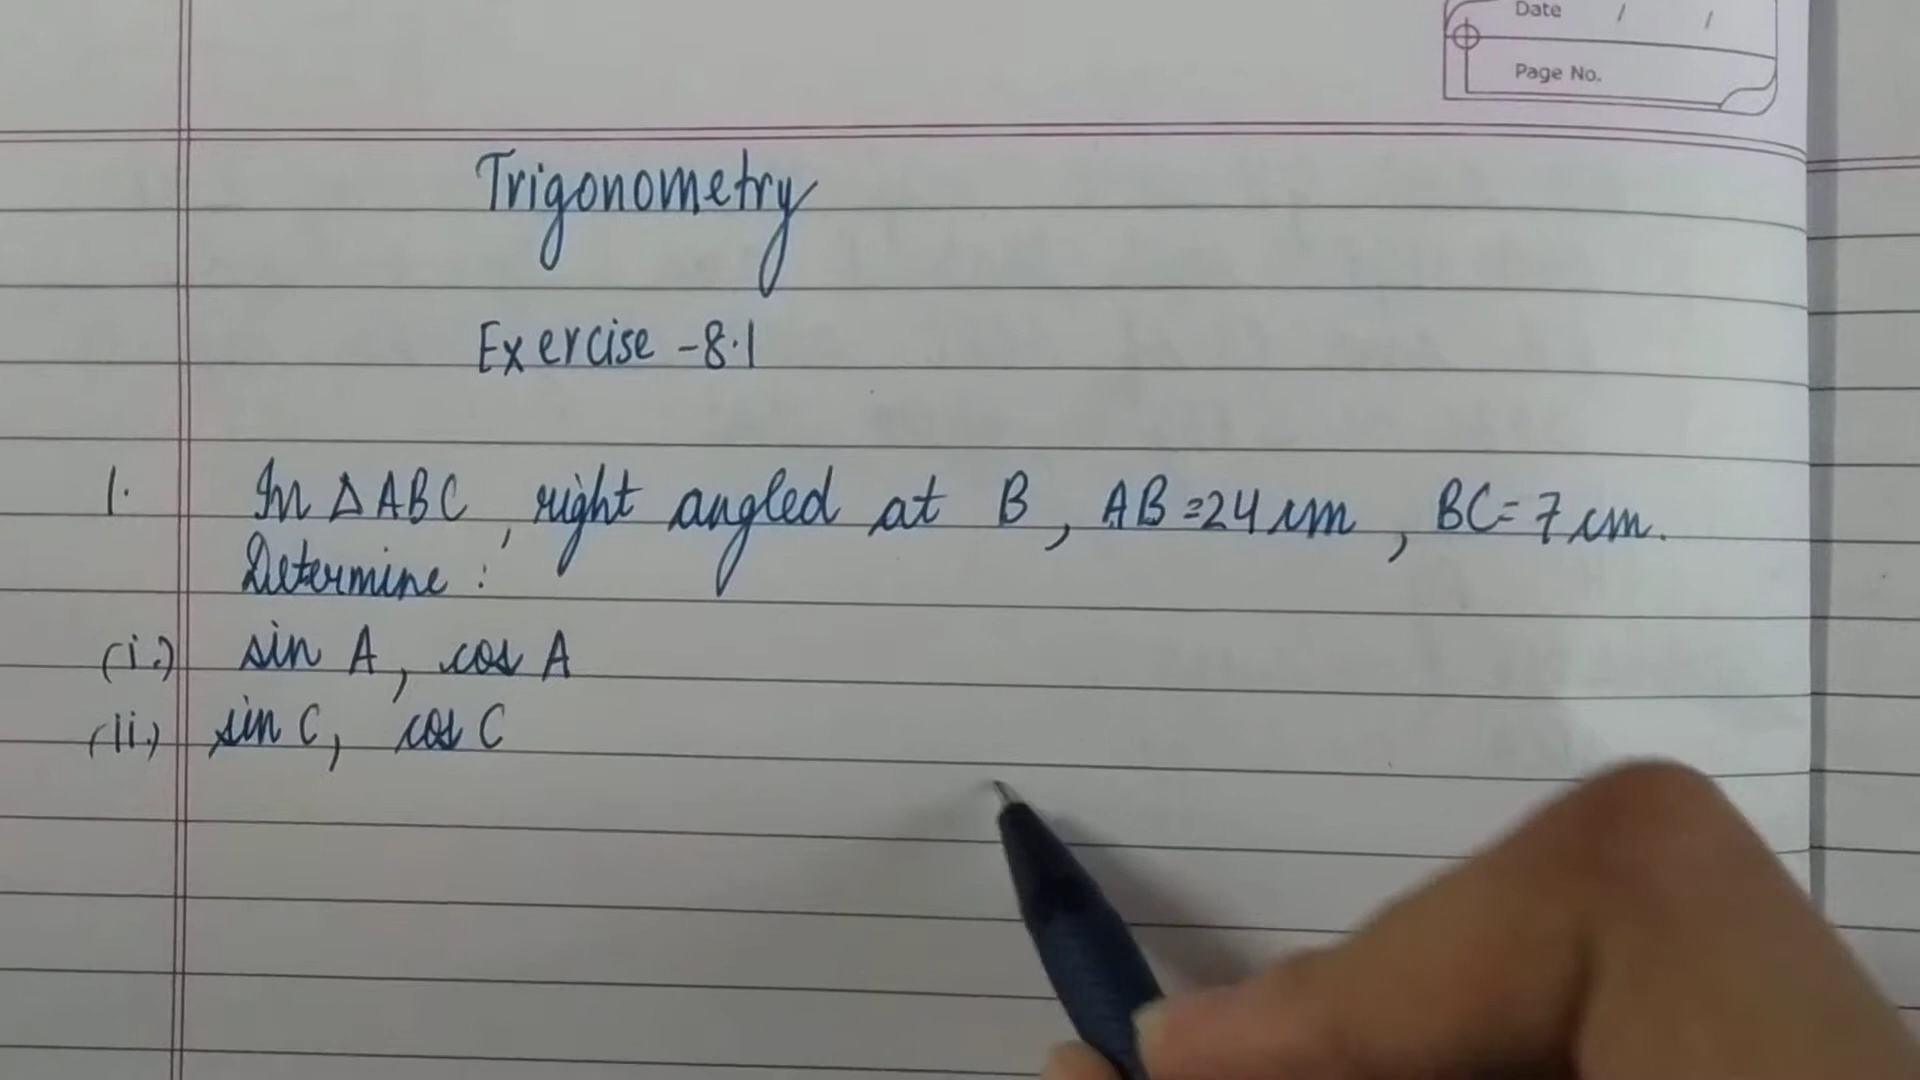 Date / /
Page No.
Trigonometry
Exercise - 8.1
1. In △ABC, right angled at B, AB=24 cm, BC=7 cm.
Determine :
(i.) sin A, cos A
(ii.) sin C, cos C